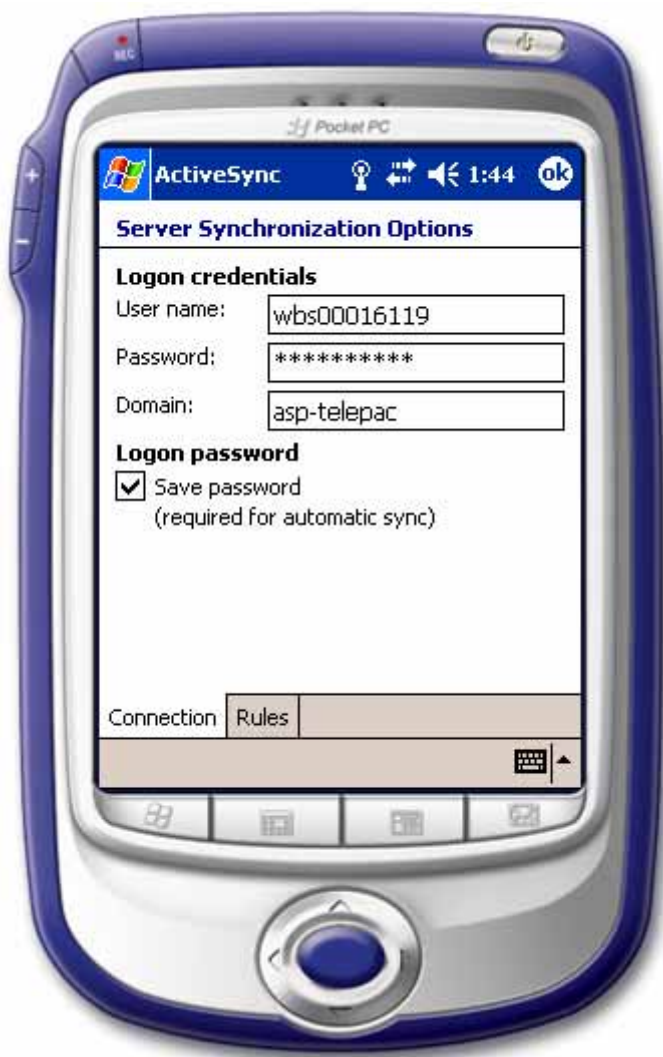 REC
Pocket PC
ActiveSync 1:44 ok
Server Synchronization Options
Logon credentials
User name: wbs00016119
Password: **********
Domain: asp-telepac
Logon password
Save password
(required for automatic sync)
Connection Rules